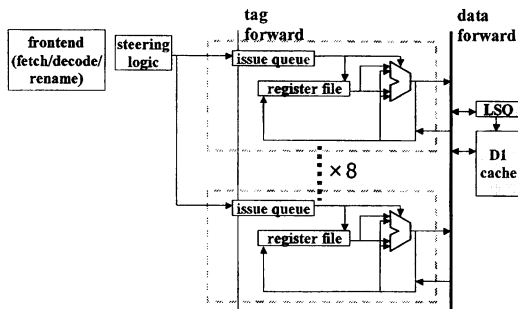 tag
forward
data
forward
frontend
(fetch/decode/
rename)
steering
logic
issue queue
register file
LSQ
D1
cache
×8
issue queue
register file